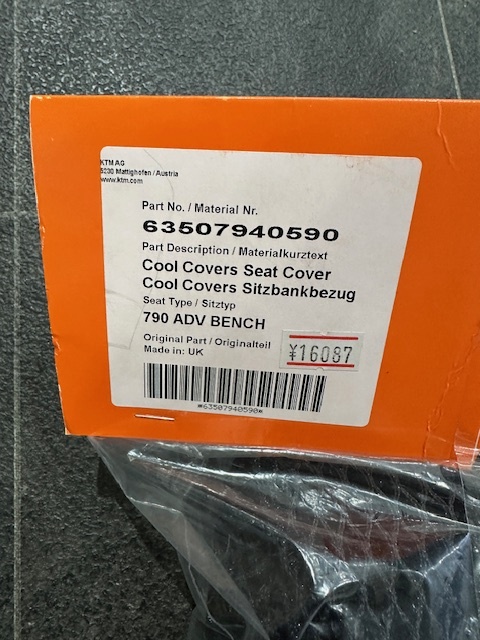 KTM AG
5230 Mattighofen / Austria
www.ktm.com
Part No. / Material Nr.
63507940590
Part Description / Materialkurztext
Cool Covers Seat Cover
Cool Covers Sitzbankbezug
Seat Type / Sitztyp
790 ADV BENCH
Original Part / Originalteil
Made in: UK
¥16087
*63507940590*